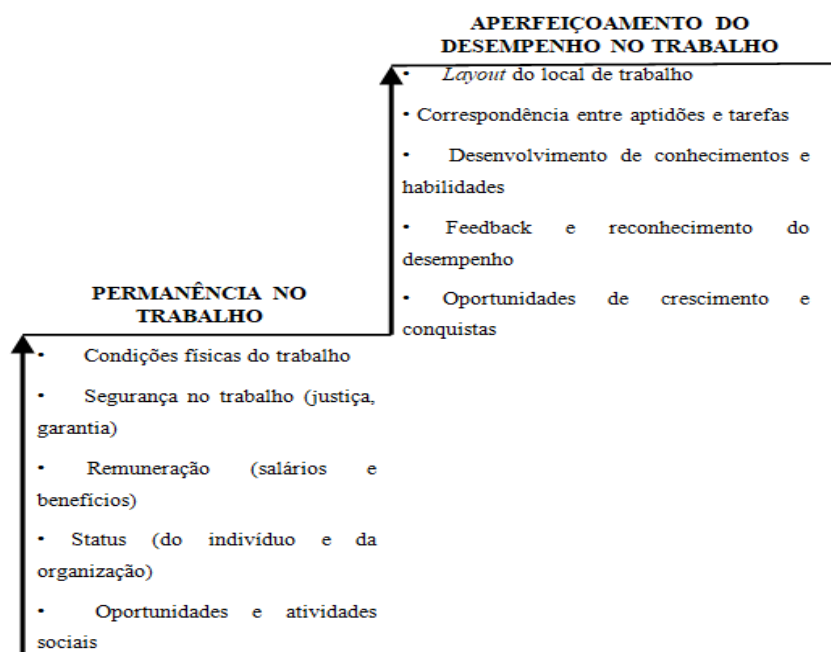 APERFEIÇOAMENTO DO
DESEMPENHO NO TRABALHO
• Layout do local de trabalho
• Correspondência entre aptidões e tarefas
• Desenvolvimento de conhecimentos e
habilidades
• Feedback e reconhecimento do
desempenho
• Oportunidades de crescimento e
conquistas
PERMANÊNCIA NO
TRABALHO
• Condições físicas do trabalho
• Segurança no trabalho (justiça,
garantia)
• Remuneração (salários e
benefícios)
• Status (do indivíduo e da
organização)
• Oportunidades e atividades
sociais